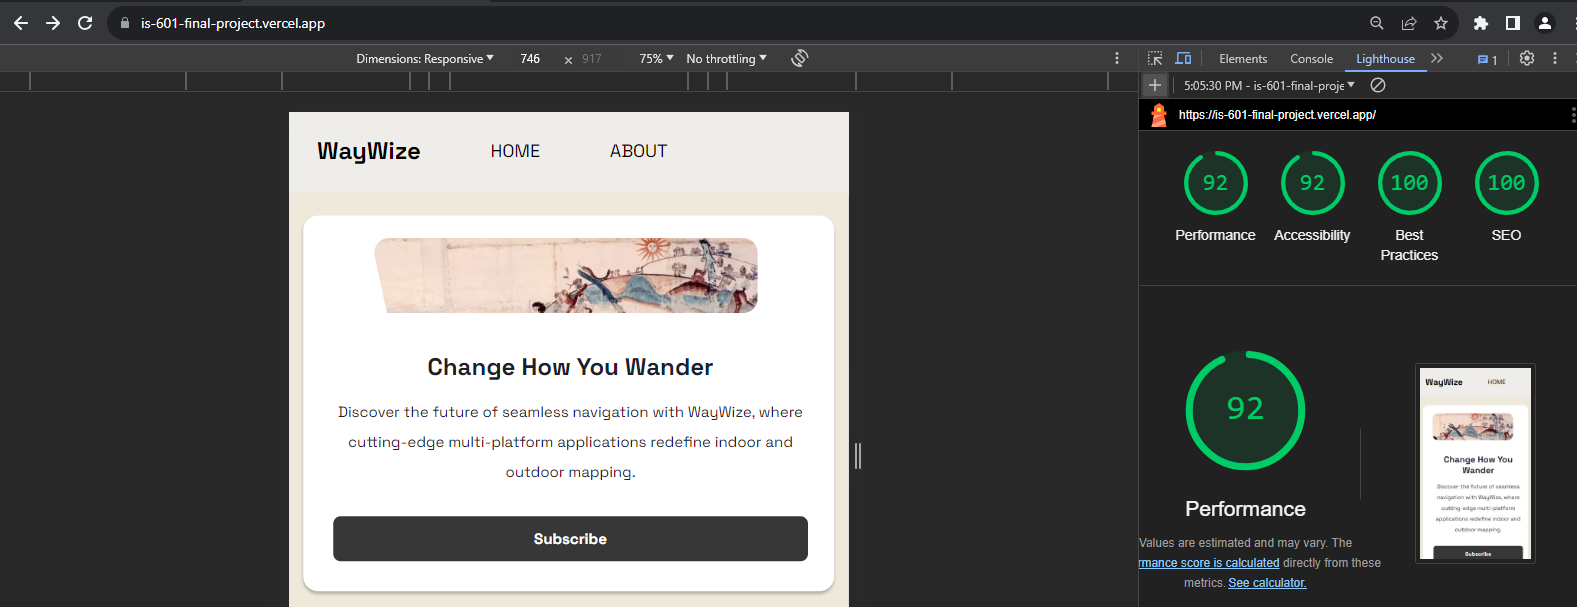 is-601-final-project.vercel.app
Dimensions: Responsive 746 × 917 75% No throttling
Elements Console Lighthouse 1
5:05:30 PM - is-601-final-proje
https://is-601-final-project.vercel.app/
WayWize HOME ABOUT
Change How You Wander
Discover the future of seamless navigation with WayWize, where
cutting-edge multi-platform applications redefine indoor and
outdoor mapping.
Subscribe
92 92 100 100
Performance Accessibility Best
Practices SEO
92
Performance
Values are estimated and may vary. The
rmance score is calculated directly from these
metrics. See calculator.
WayWize HOME
Change How You
Wander
Discover the future of seamless
navigation with WayWize, where
cutting-edge multi-platform
applications redefine indoor and
outdoor mapping.
Subscribe